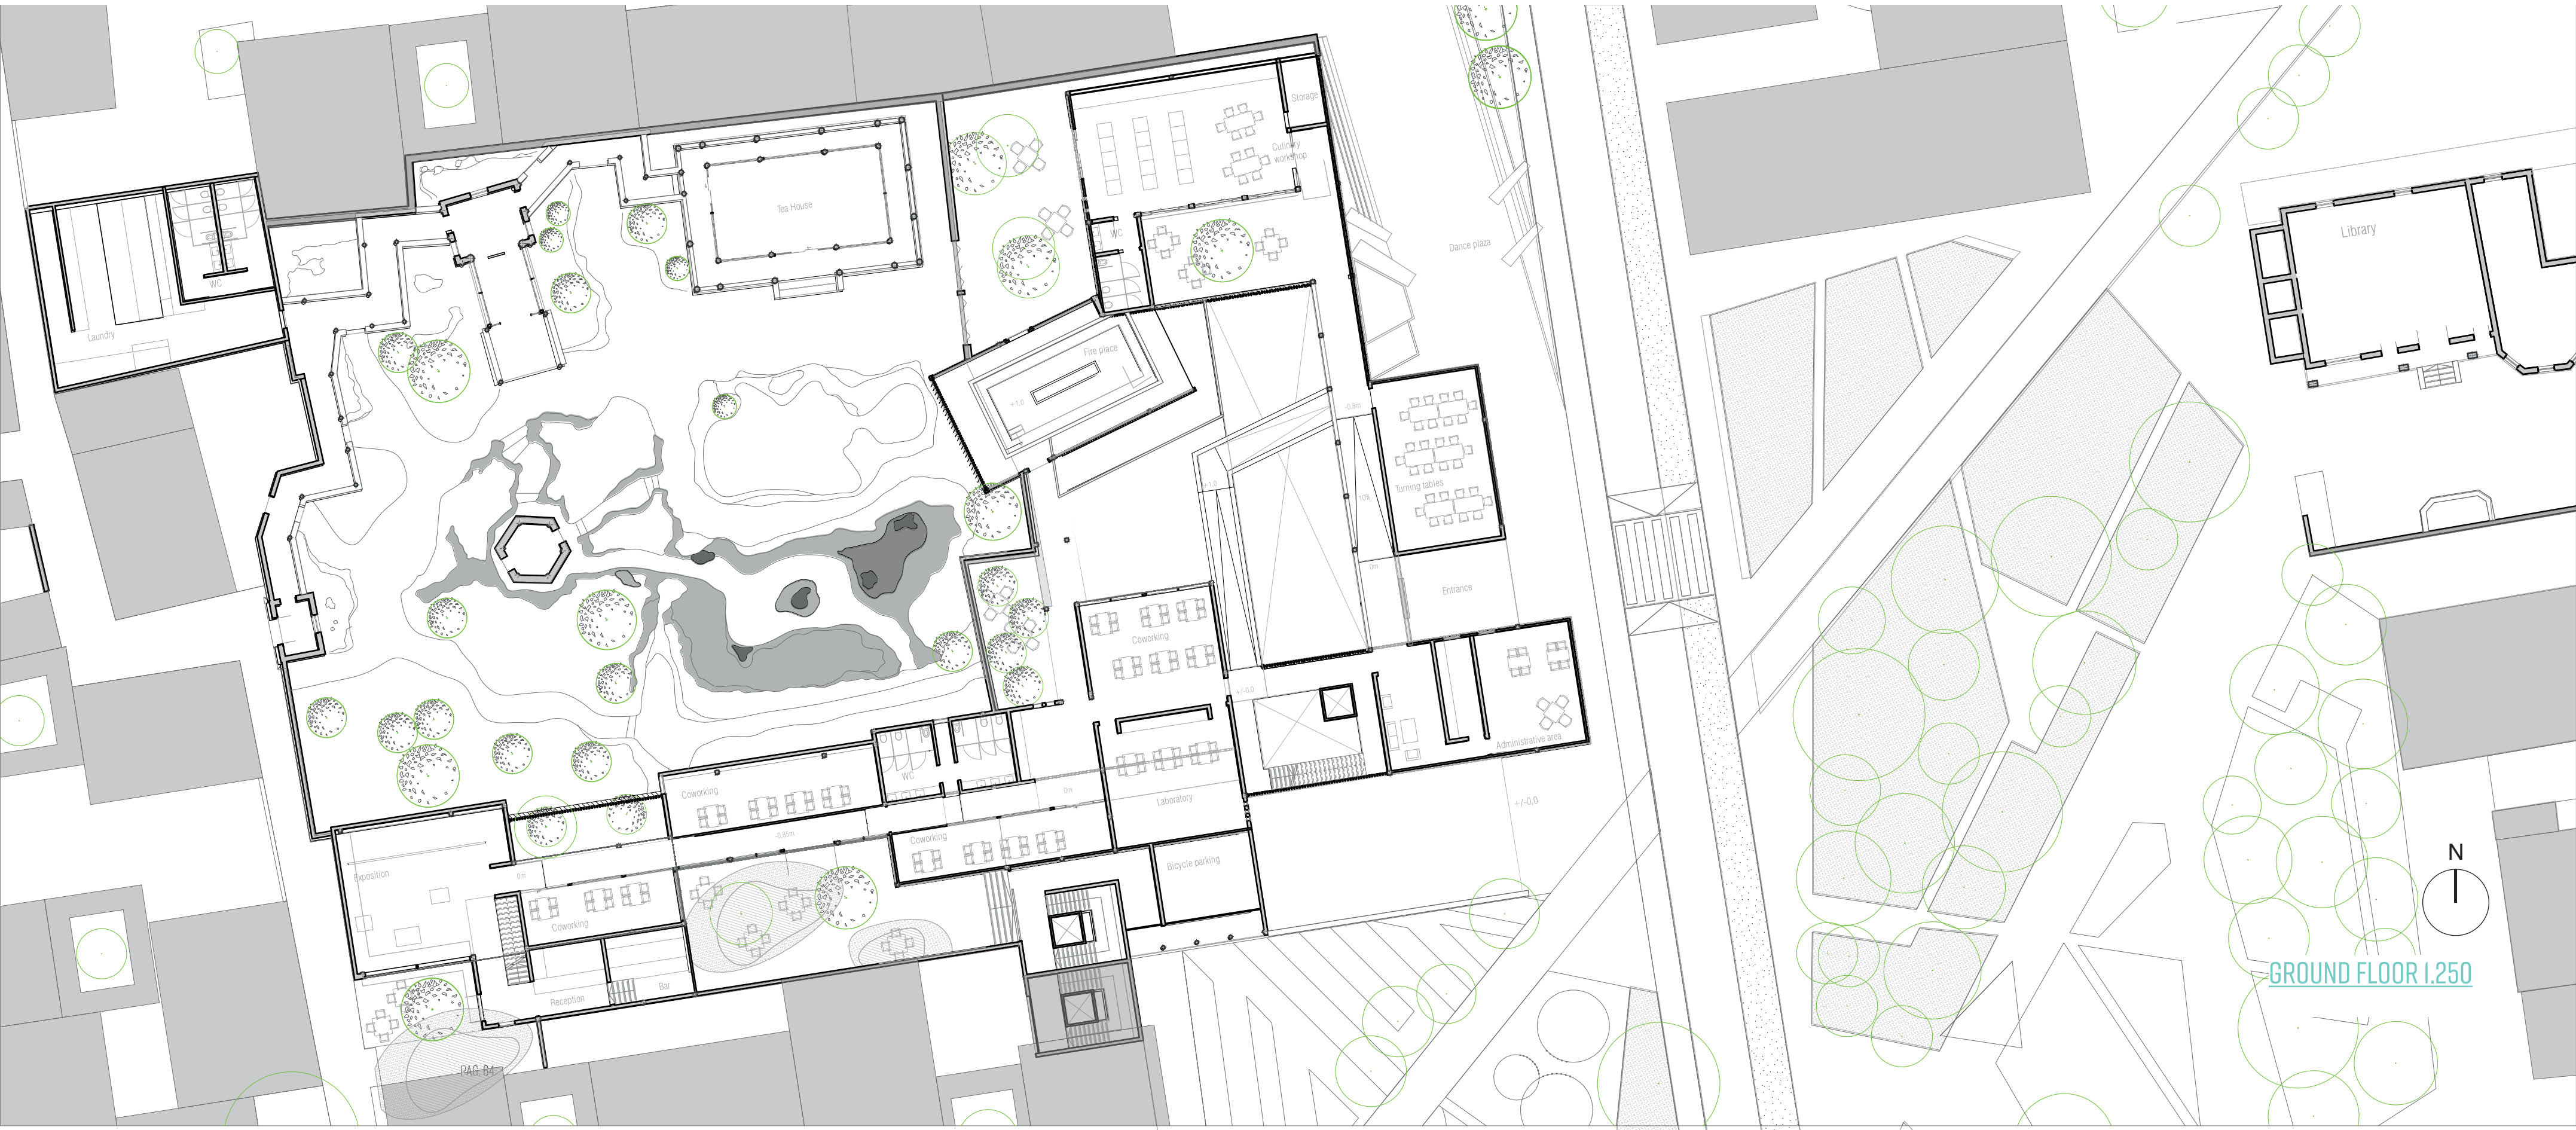 Storage
Culinary
workshop
Tea House
WC
Dance plaza
Library
WC
Laundry
Fire place
+1,0
-0,8m
+1,0
10%
Turning tables
0m
Entrance
Coworking
+/-0,0
Administrative area
WC
Coworking
0m
Laboratory
+/-0,0
-0,85m
Coworking
Bicycle parking
Exposition
0m
Coworking
Reception
Bar
N
GROUND FLOOR 1.250
PAG. 64